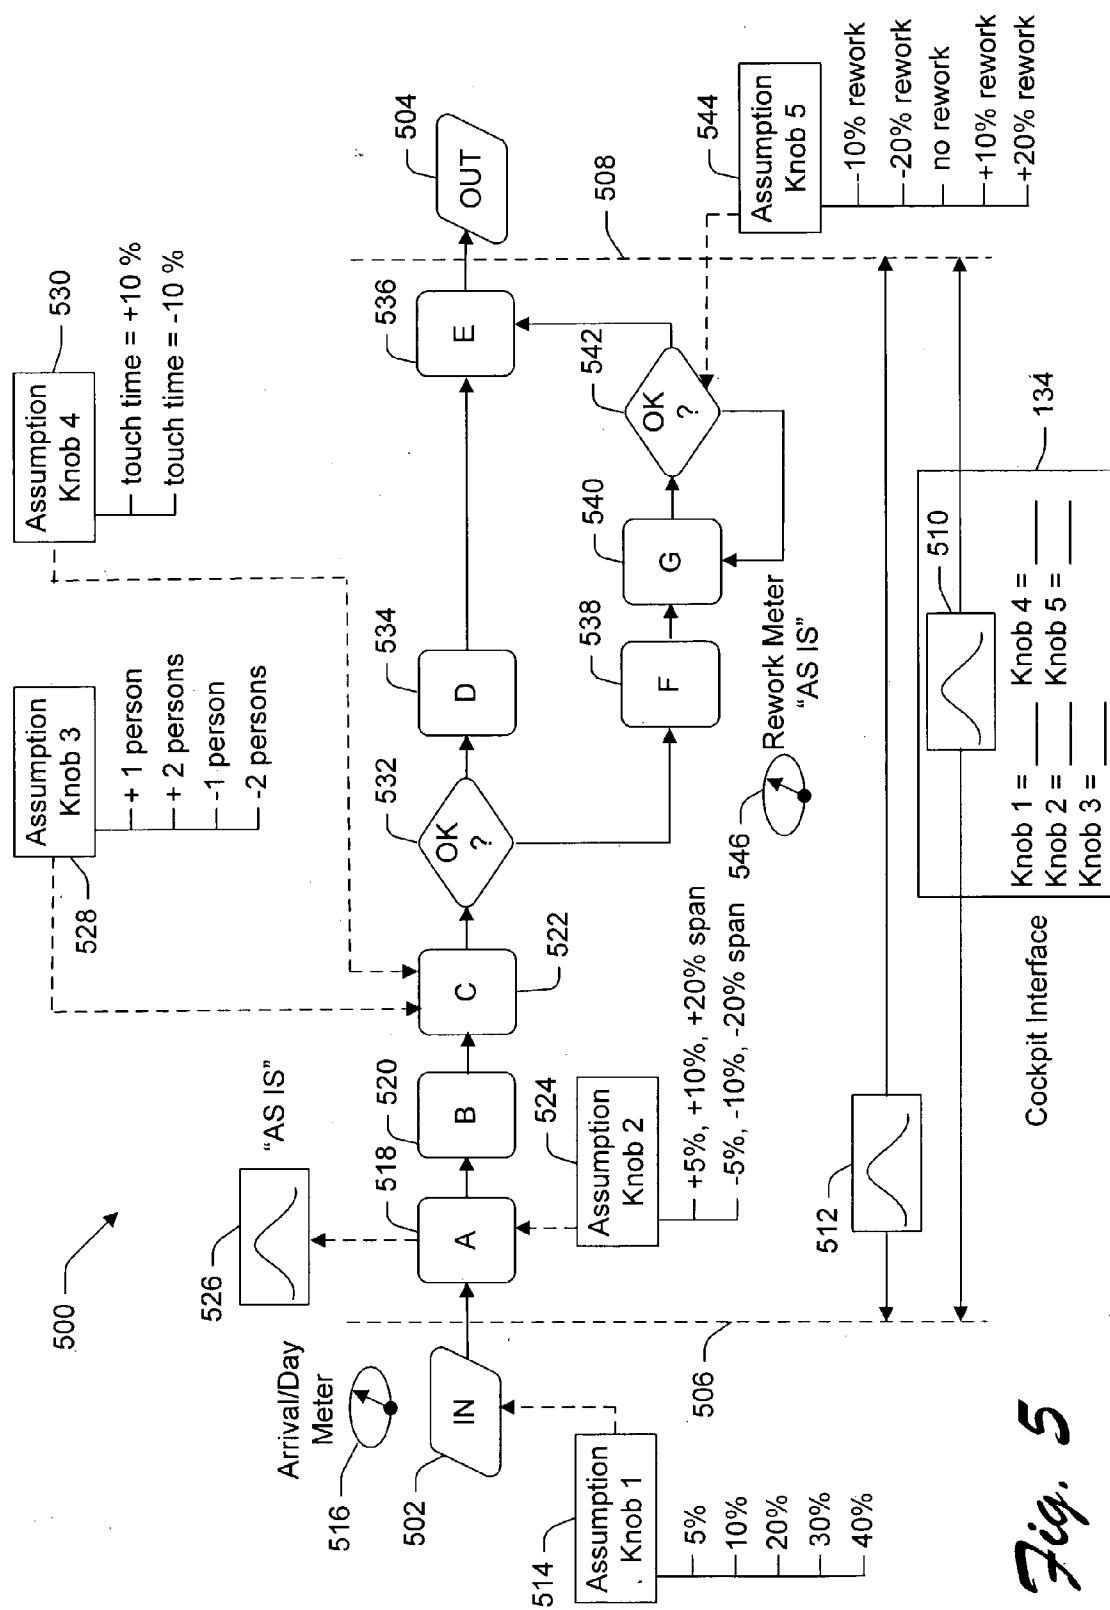 500
Assumption
Knob 3
528
+ 1 person
+ 2 persons
-1 person
-2 persons
Assumption
Knob 4
530
touch time = +10 %
touch time = -10 %
Arrival/Day
Meter
516
526
"AS IS"
502
IN
518
A
520
B
C
522
532
OK
?
534
D
536
E
504
OUT
514
Assumption
Knob 1
5%
10%
20%
30%
40%
524
Assumption
Knob 2
+5%, +10%, +20% span
-5%, -10%, -20% span
538
F
540
G
542
OK
?
546
Rework Meter
"AS IS"
544
Assumption
Knob 5
-10% rework
-20% rework
no rework
+10% rework
+20% rework
506
508
512
510
134
Knob 1 = ____ Knob 4 = ____
Knob 2 = ____ Knob 5 = ____
Knob 3 = ____
Cockpit Interface
Fig. 5